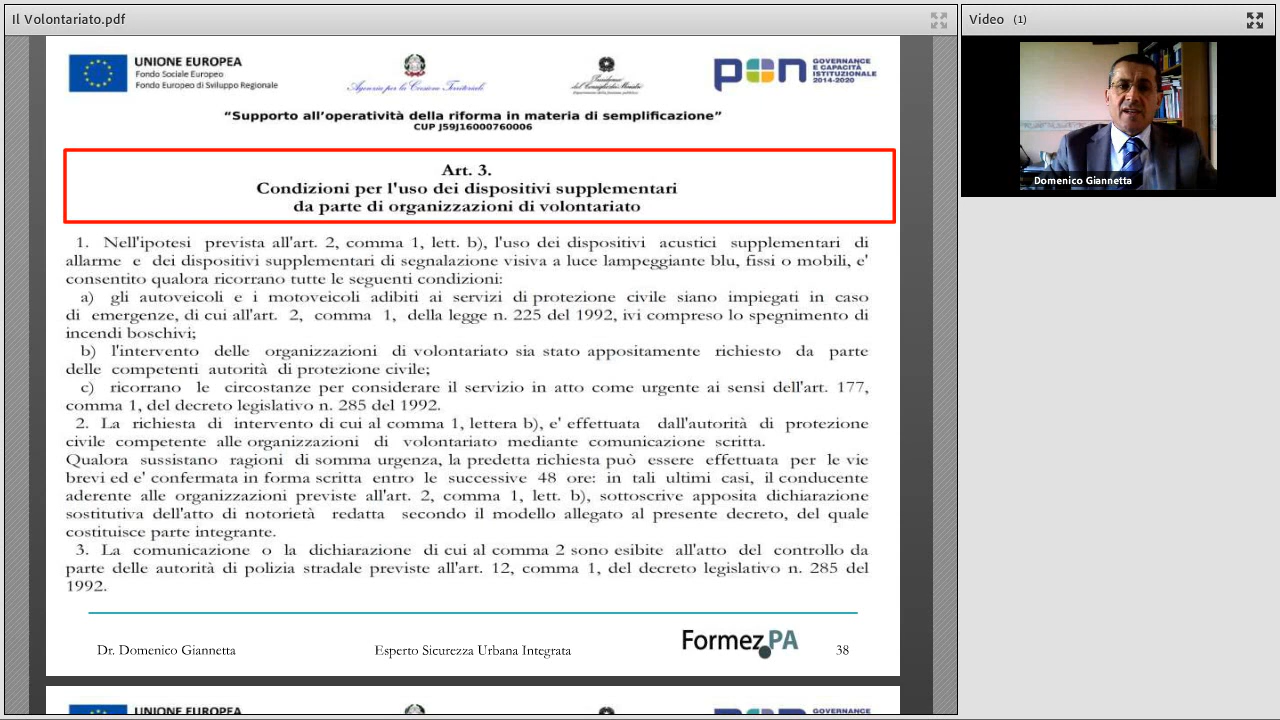 Il Volontariato.pdf
Video (1)
UNIONE EUROPEA
Fondo Sociale Europeo
Fondo Europeo di Sviluppo Regionale
Agenzia per la Coesione Territoriale
Presidenza
del Consiglio dei Ministri
pon GOVERNANCE
E CAPACITÀ
ISTITUZIONALE
2014-2020
“Supporto all’operatività della riforma in materia di semplificazione”
CUP J59J16000760006
Domenico Giannetta
Art. 3.
Condizioni per l'uso dei dispositivi supplementari
da parte di organizzazioni di volontariato
1. Nell'ipotesi prevista all'art. 2, comma 1, lett. b), l'uso dei dispositivi acustici supplementari di
allarme e dei dispositivi supplementari di segnalazione visiva a luce lampeggiante blu, fissi o mobili, e'
consentito qualora ricorrano tutte le seguenti condizioni:
a) gli autoveicoli e i motoveicoli adibiti ai servizi di protezione civile siano impiegati in caso
di emergenze, di cui all'art. 2, comma 1, della legge n. 225 del 1992, ivi compreso lo spegnimento di
incendi boschivi;
b) l'intervento delle organizzazioni di volontariato sia stato appositamente richiesto da parte
delle competenti autorità di protezione civile;
c) ricorrano le circostanze per considerare il servizio in atto come urgente ai sensi dell'art. 177,
comma 1, del decreto legislativo n. 285 del 1992.
2. La richiesta di intervento di cui al comma 1, lettera b), e' effettuata dall'autorità di protezione
civile competente alle organizzazioni di volontariato mediante comunicazione scritta.
Qualora sussistano ragioni di somma urgenza, la predetta richiesta può essere effettuata per le vie
brevi ed e' confermata in forma scritta entro le successive 48 ore: in tali ultimi casi, il conducente
aderente alle organizzazioni previste all'art. 2, comma 1, lett. b), sottoscrive apposita dichiarazione
sostitutiva dell'atto di notorietà redatta secondo il modello allegato al presente decreto, del quale
costituisce parte integrante.
3. La comunicazione o la dichiarazione di cui al comma 2 sono esibite all'atto del controllo da
parte delle autorità di polizia stradale previste all'art. 12, comma 1, del decreto legislativo n. 285 del
1992.
Dr. Domenico Giannetta
Esperto Sicurezza Urbana Integrata
Formez PA
38
UNIONE EUROPEA
GOVERNANCE